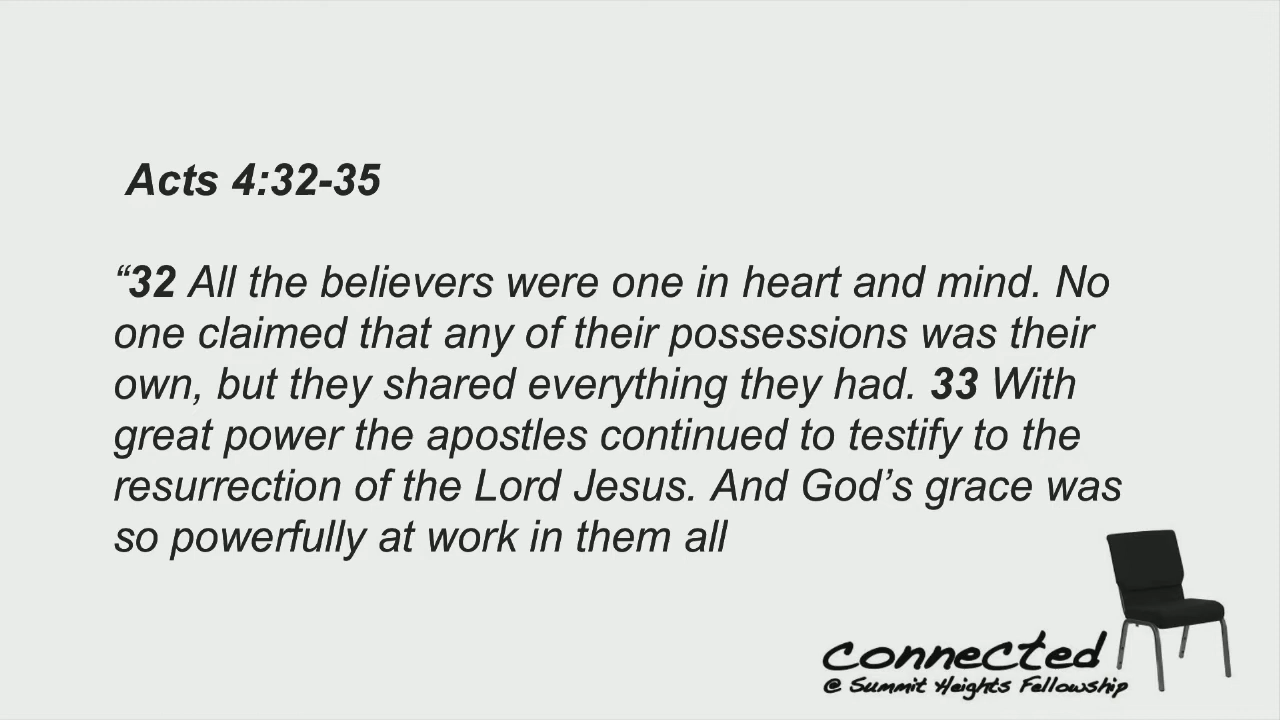 Acts 4:32-35
“32 All the believers were one in heart and mind. No
one claimed that any of their possessions was their
own, but they shared everything they had. 33 With
great power the apostles continued to testify to the
resurrection of the Lord Jesus. And God’s grace was
so powerfully at work in them all
connected
@ Summit Heights Fellowship